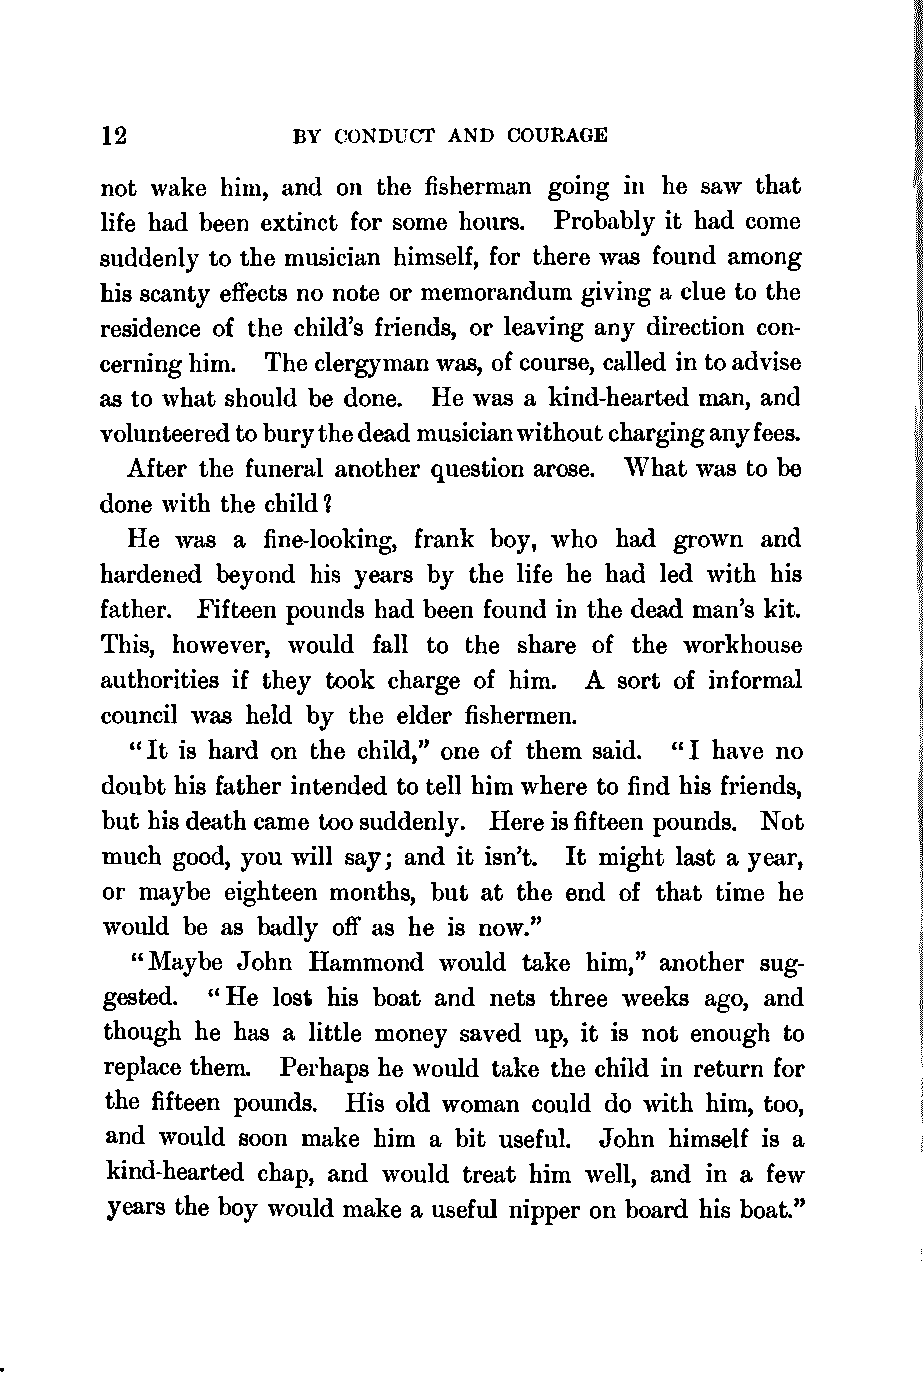 12 BY CONDUCT AND COURAGE
not wake him, and on the fisherman going in he saw that
life had been extinct for some hours. Probably it had come
suddenly to the musician himself, for there was found among
his scanty effects no note or memorandum giving a clue to the
residence of the child's friends, or leaving any direction con-
cerning him. The clergyman was, of course, called in to advise
as to what should be done. He was a kind-hearted man, and
volunteered to bury the dead musician without charging any fees.
After the funeral another question arose. What was to be
done with the child?
He was a fine-looking, frank boy, who had grown and
hardened beyond his years by the life he had led with his
father. Fifteen pounds had been found in the dead man's kit.
This, however, would fall to the share of the workhouse
authorities if they took charge of him. A sort of informal
council was held by the elder fishermen.
"It is hard on the child," one of them said. "I have no
doubt his father intended to tell him where to find his friends,
but his death came too suddenly. Here is fifteen pounds. Not
much good, you will say; and it isn't. It might last a year,
or maybe eighteen months, but at the end of that time he
would be as badly off as he is now."
"Maybe John Hammond would take him," another sug-
gested. "He lost his boat and nets three weeks ago, and
though he has a little money saved up, it is not enough to
replace them. Perhaps he would take the child in return for
the fifteen pounds. His old woman could do with him, too,
and would soon make him a bit useful. John himself is a
kind-hearted chap, and would treat him well, and in a few
years the boy would make a useful nipper on board his boat."